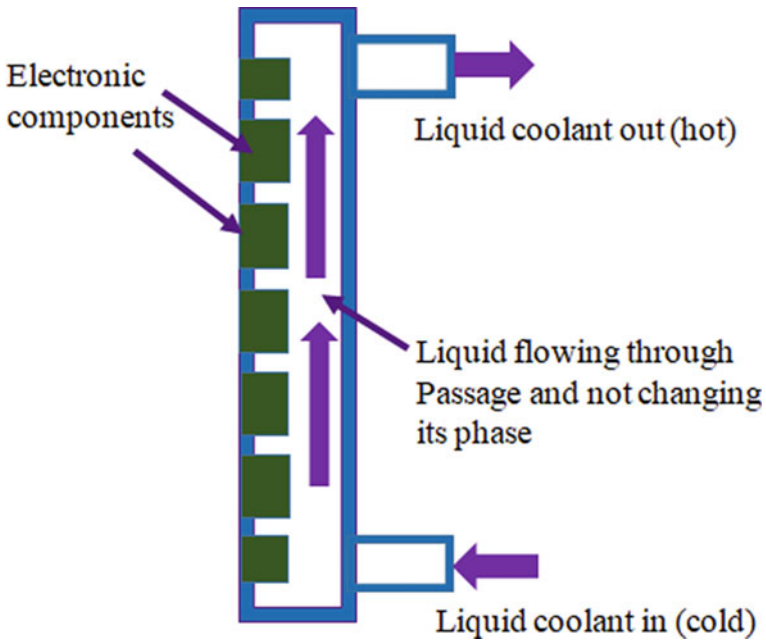 Electronic
components
Liquid coolant out (hot)
Liquid flowing through
Passage and not changing
its phase
Liquid coolant in (cold)